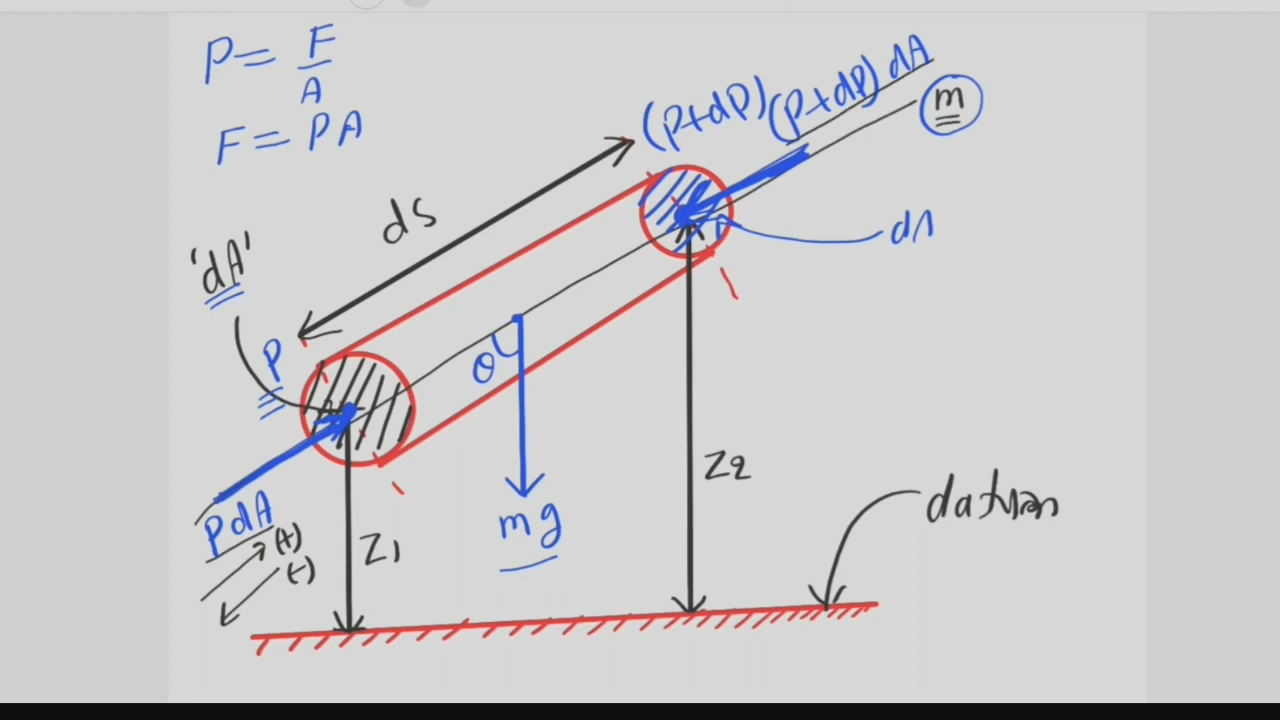 P = F/A
F = PA
(P+dP) (P+dP) dA
m
ds
dA
'dA'
P
θ
PdA
(+)
(-)
mg
Z1
Z2
datum